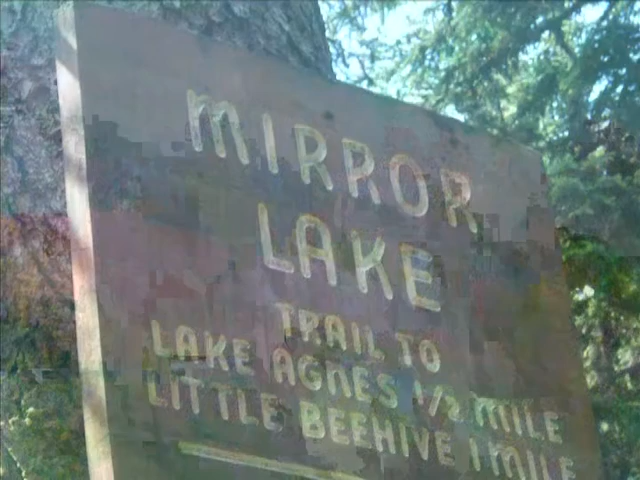 MIRROR
LAKE
TRAIL TO
LAKE AGNES 1/2 MILE
LITTLE BEEHIVE 1 MILE